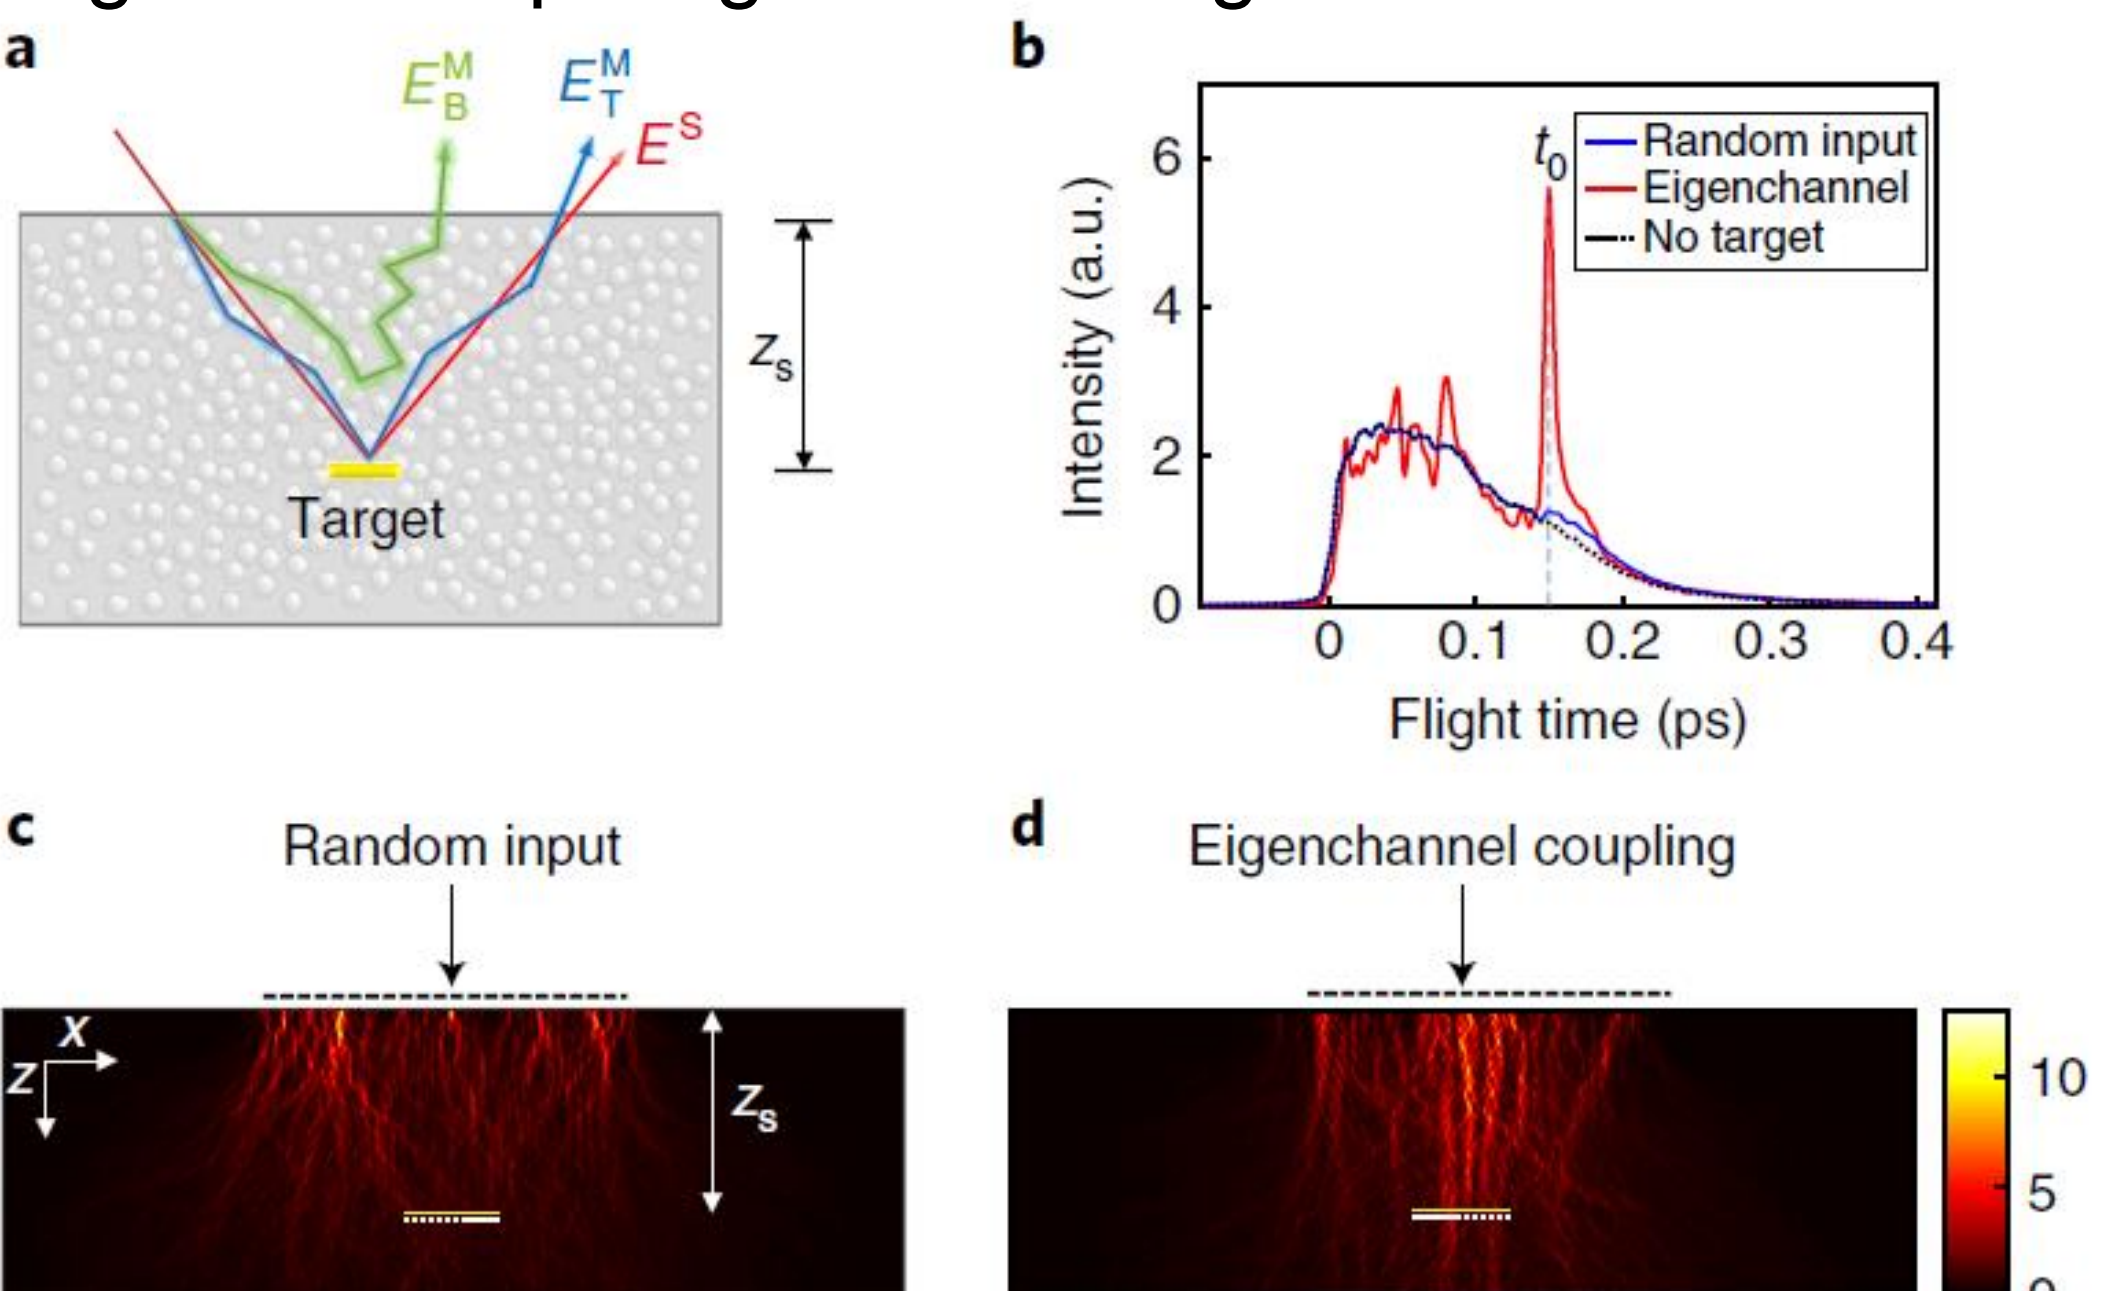 a
E_B^M
E_T^M
E^S
z_s
Target
b
Intensity (a.u.)
6
4
2
0
t_0
Random input
Eigenchannel
No target
0 0.1 0.2 0.3 0.4
Flight time (ps)
c
Random input
x
z
z_s
d
Eigenchannel coupling
10
5